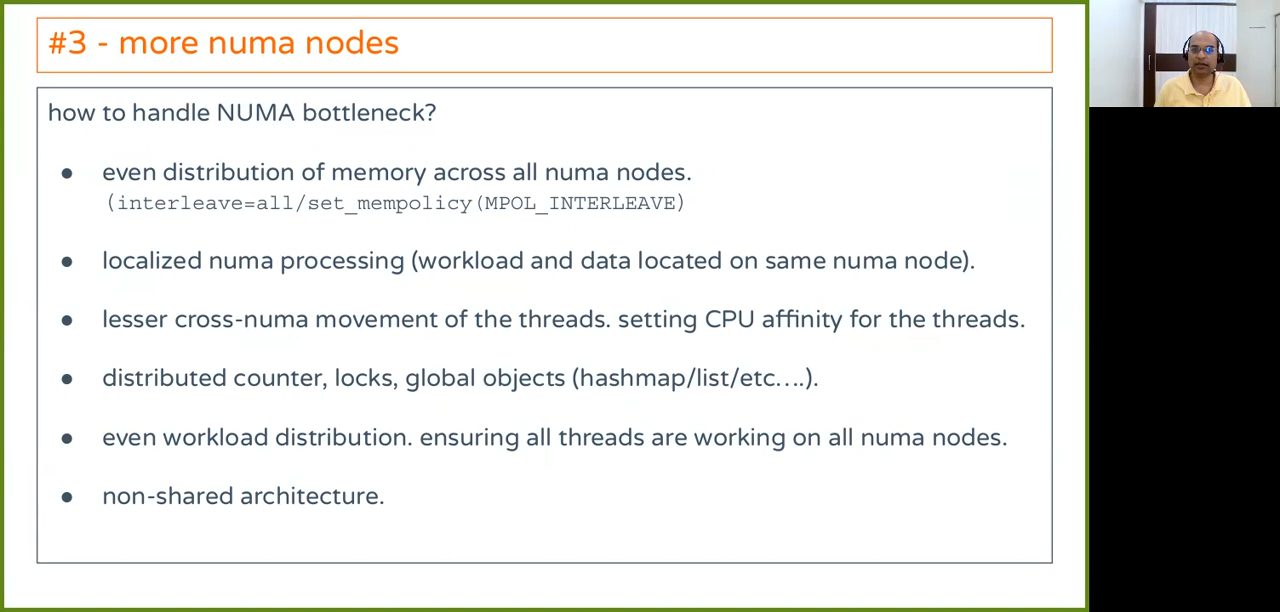 #3 - more numa nodes
how to handle NUMA bottleneck?
● even distribution of memory across all numa nodes.
(interleave=all/set_mempolicy(MPOL_INTERLEAVE)
● localized numa processing (workload and data located on same numa node).
● lesser cross-numa movement of the threads. setting CPU affinity for the threads.
● distributed counter, locks, global objects (hashmap/list/etc....).
● even workload distribution. ensuring all threads are working on all numa nodes.
● non-shared architecture.